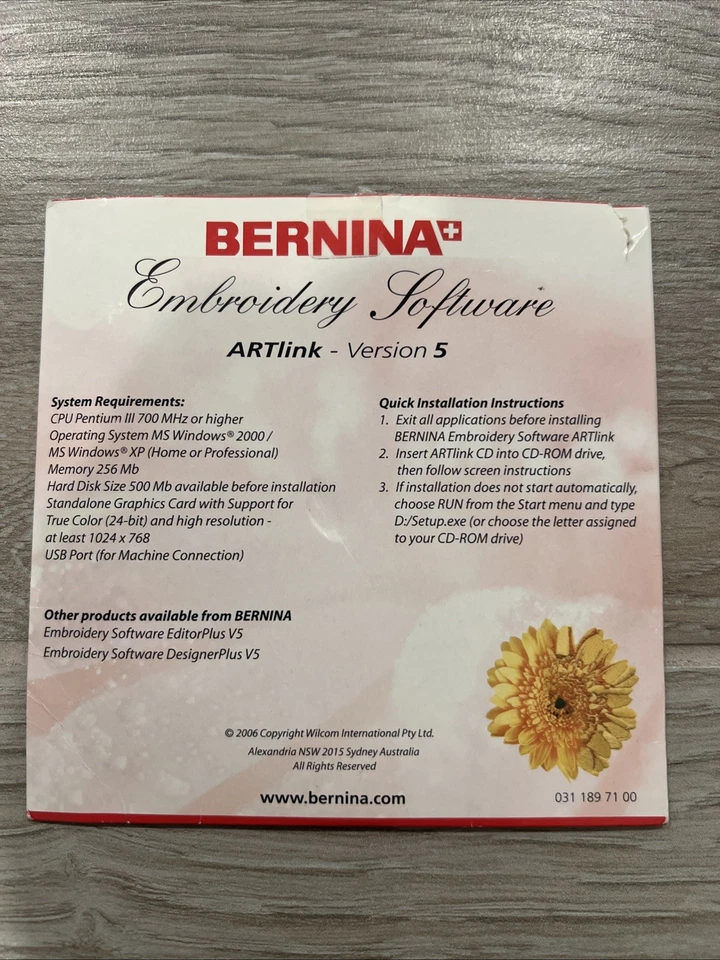 BERNINA
Embroidery Software
ARTlink - Version 5
System Requirements:
CPU Pentium III 700 MHz or higher
Operating System MS Windows® 2000 /
MS Windows® XP (Home or Professional)
Memory 256 Mb
Hard Disk Size 500 Mb available before installation
Standalone Graphics Card with Support for
True Color (24-bit) and high resolution -
at least 1024 x 768
USB Port (for Machine Connection)
Quick Installation Instructions
1. Exit all applications before installing
BERNINA Embroidery Software ARTlink
2. Insert ARTlink CD into CD-ROM drive,
then follow screen instructions
3. If installation does not start automatically,
choose RUN from the Start menu and type
D:/Setup.exe (or choose the letter assigned
to your CD-ROM drive)
Other products available from BERNINA
Embroidery Software EditorPlus V5
Embroidery Software DesignerPlus V5
© 2006 Copyright Wilcom International Pty Ltd.
Alexandria NSW 2015 Sydney Australia
All Rights Reserved
www.bernina.com
031 189 71 00